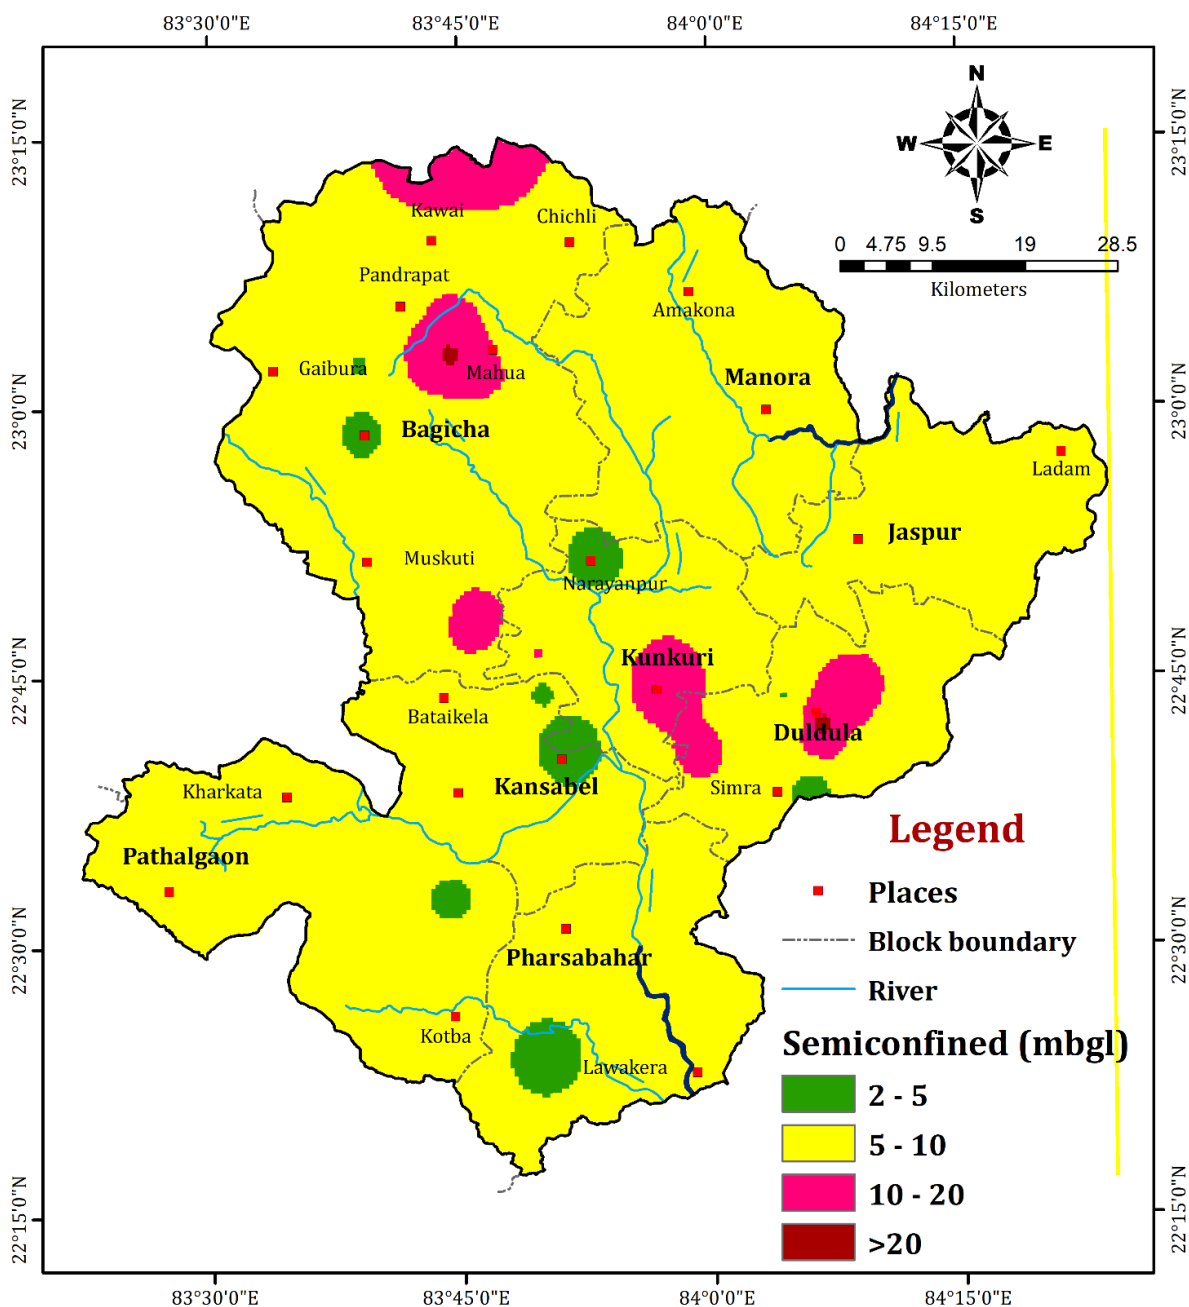 83°30'0"E
83°45'0"E
84°0'0"E
84°15'0"E
23°15'0"N
23°15'0"N
N
W
E
S
0 4.75 9.5 19 28.5
Kilometers
Kawai
Chichli
Pandrapat
Amakona
Gaibura
Mahua
Manora
23°0'0"N
23°0'0"N
Bagicha
Ladam
Jaspur
Muskuti
Narayanpur
Kunkuri
22°45'0"N
22°45'0"N
Bataikela
Duldula
Kansabel
Simra
Kharkata
Pathalgaon
Legend
Places
Block boundary
River
Pharsabahar
22°30'0"N
22°30'0"N
Kotba
Lawakera
Semiconfined (mbgl)
2 - 5
5 - 10
10 - 20
>20
22°15'0"N
22°15'0"N
83°30'0"E
83°45'0"E
84°0'0"E
84°15'0"E